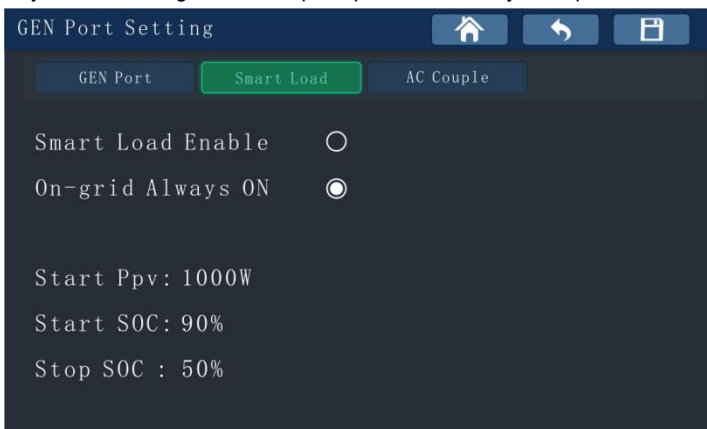 GEN Port Setting
GEN Port Smart Load AC Couple
Smart Load Enable
On-grid Always ON
Start Ppv: 1000W
Start SOC: 90%
Stop SOC : 50%